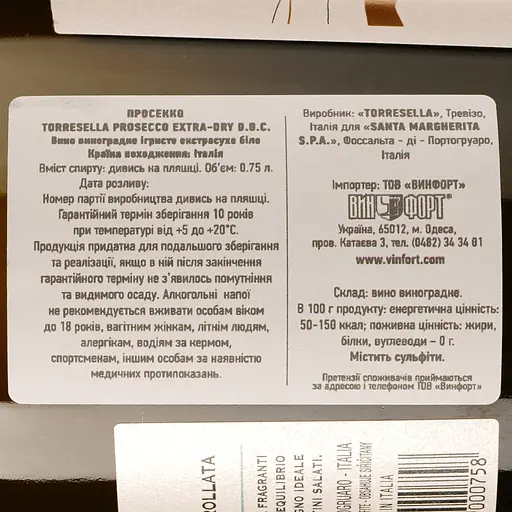 ПРОСЕККО
TORRESELLA PROSECCO EXTRA-DRY D.O.C.
Вино виноградне ігристе екстрасухе біле
Країна походження: Італія
Вміст спирту: дивись на пляшці. Об'єм: 0.75 л.
Дата розливу:
Номер партії виробництва дивись на пляшці.
Гарантійний термін зберігання 10 років
при температурі від +5 до +20°С.
Продукція придатна для подальшого зберігання
та реалізації, якщо в ній після закінчення
гарантійного терміну не з'явилось помутніння
та видимого осаду. Алкогольні напої
не рекомендується вживати особам віком
до 18 років, вагітним жінкам, літнім людям,
алергікам, водіям за кермом,
спортсменам, іншим особам за наявністю
медичних протипоказань.
Виробник: «TORRESELLA», Тревізо,
Італія для «SANTA MARGHERITA
S.P.A.», Фоссальта - ді - Портогруаро,
Італія
Імпортер: ТОВ «ВИНФОРТ»
ВИНФОРТ®
Україна, 65012, м. Одеса,
пров. Катаєва 3, тел. (0482) 34 34 01
www.vinfort.com
Склад: вино виноградне.
В 100 г продукту: енергетична цінність:
50-150 ккал; поживна цінність: жири,
білки, вуглеводи – 0 г.
Містить сульфіти.
Претензії споживачів приймаються
за адресою і телефоном ТОВ «Винфорт»
ROLLATA
FRAGRANTI
EQUILIBRIO
GNO IDEALE
TINI SALATI.
AGRUARO - ITALIA
IN ITALIA
000758